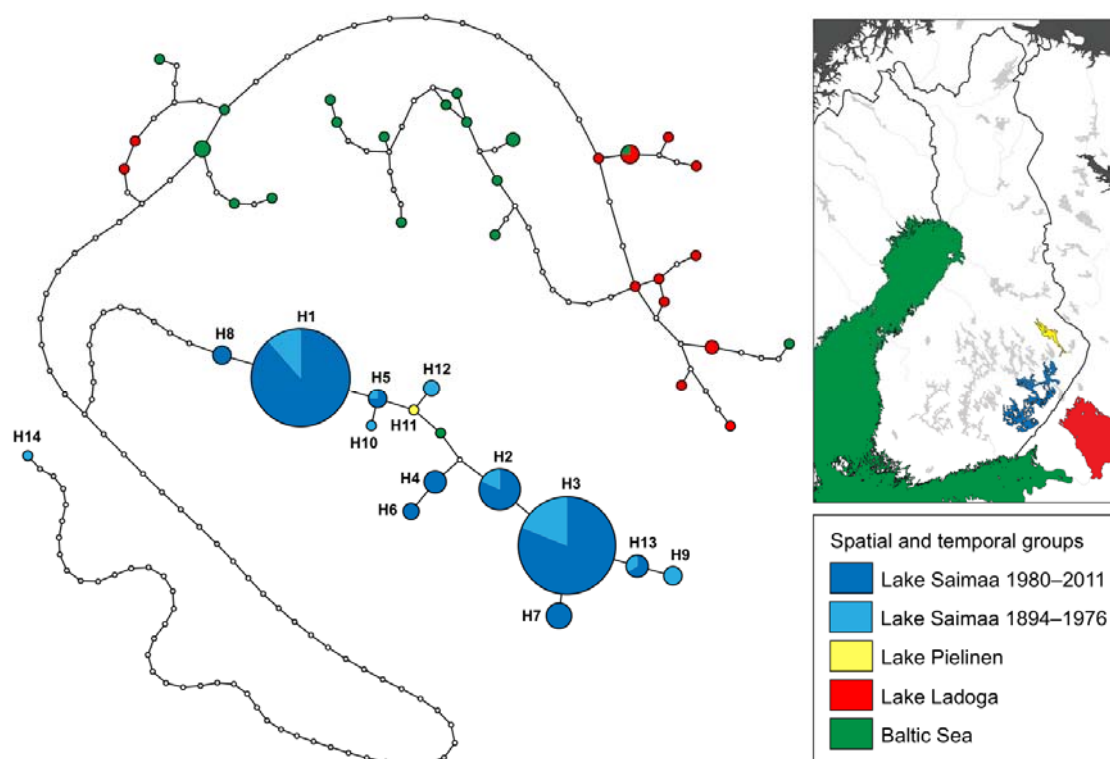 H1
H8
H5
H12
H11
H10
H14
H4
H2
H6
H3
H13
H9
H7
Spatial and temporal groups
Lake Saimaa 1980–2011
Lake Saimaa 1894–1976
Lake Pielinen
Lake Ladoga
Baltic Sea